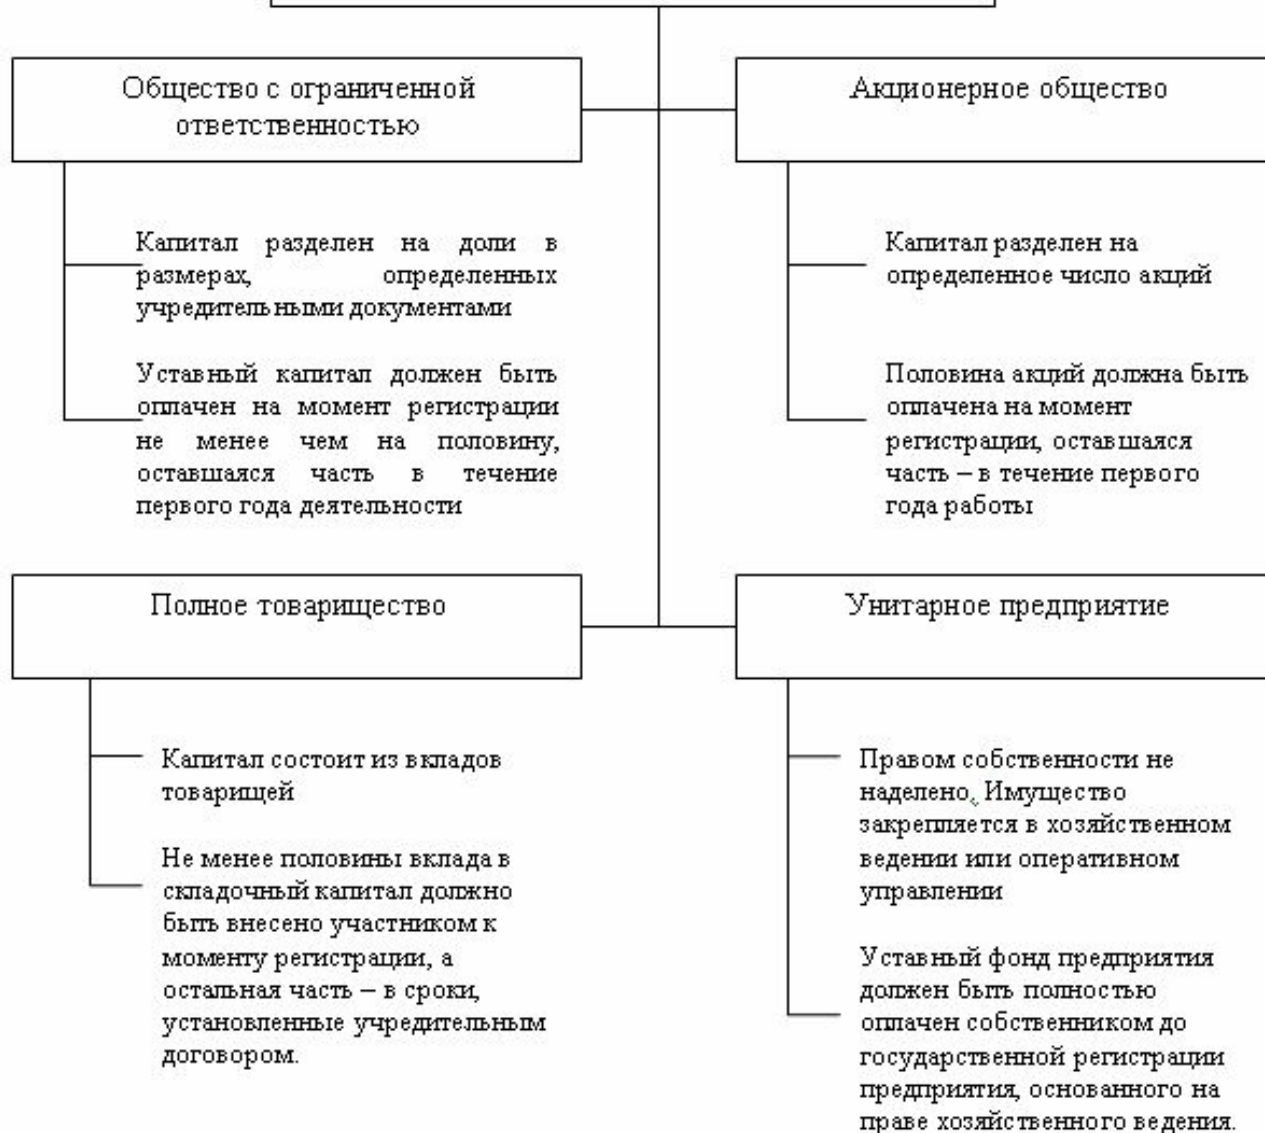 Общество с ограниченной
ответственностью
Капитал разделен на доли в
размерах, определенных
учредительными документами
Уставный капитал должен быть
оплачен на момент регистрации
не менее чем на половину,
оставшаяся часть в течение
первого года деятельности
Акционерное общество
Капитал разделен на
определенное число акций
Половина акций должна быть
оплачена на момент
регистрации, оставшаяся
часть – в течение первого
года работы
Полное товарищество
Капитал состоит из вкладов
товарищей
Не менее половины вклада в
складочный капитал должно
быть внесено участником к
моменту регистрации, а
остальная часть – в сроки,
установленные учредительным
договором.
Унитарное предприятие
Правом собственности не
наделено. Имущество
закрепляется в хозяйственном
ведении или оперативном
управлении
Уставный фонд предприятия
должен быть полностью
оплачен собственником до
государственной регистрации
предприятия, основанного на
праве хозяйственного ведения.